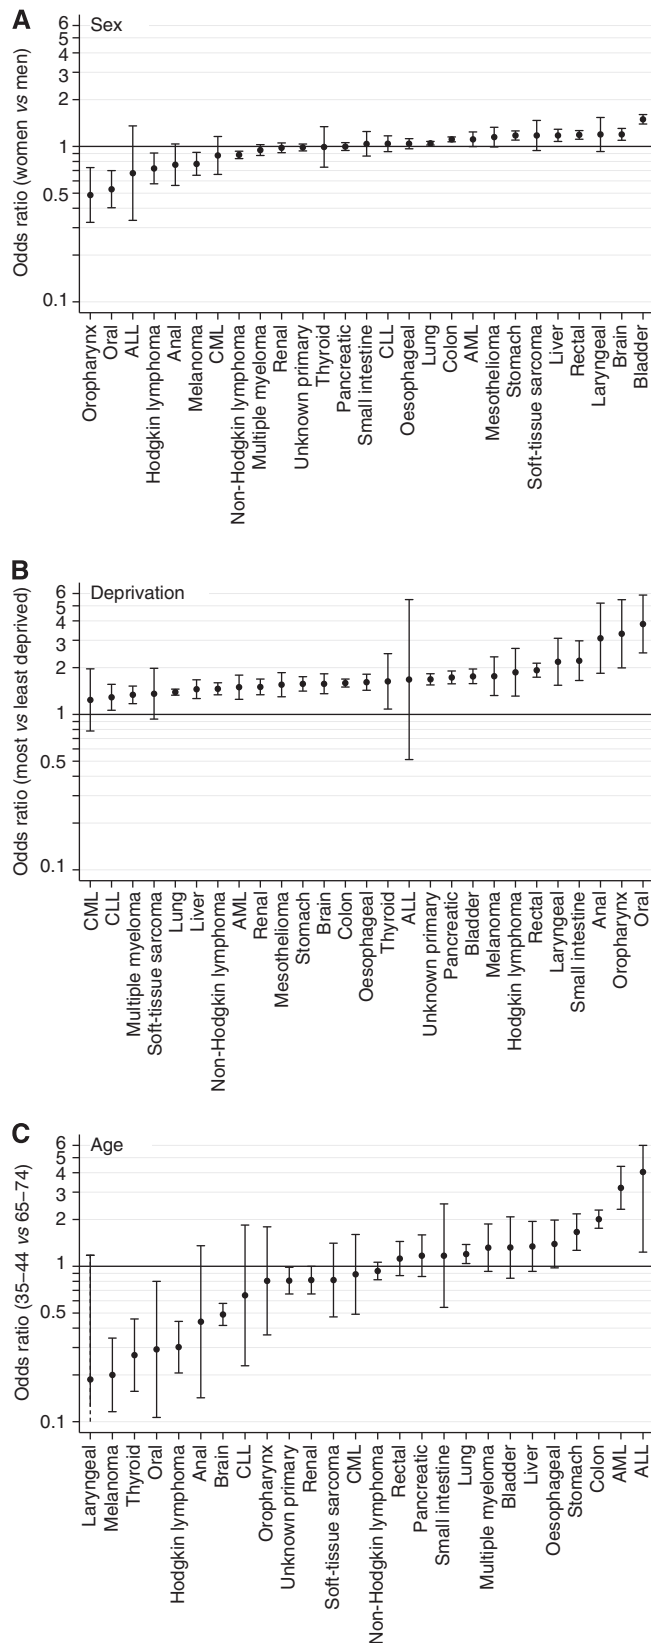 A
Sex
Odds ratio (women vs men)
6
5
4
3
2
1
0.5
0.1
Oropharynx
Oral
ALL
Hodgkin lymphoma
Anal
Melanoma
CML
Non-Hodgkin lymphoma
Multiple myeloma
Renal
Unknown primary
Thyroid
Pancreatic
Small intestine
CLL
Oesophageal
Lung
Colon
AML
Mesothelioma
Stomach
Soft-tissue sarcoma
Liver
Rectal
Laryngeal
Brain
Bladder
B
Deprivation
Odds ratio (most vs least deprived)
6
5
4
3
2
1
0.5
0.1
CML
CLL
Multiple myeloma
Soft-tissue sarcoma
Lung
Liver
Non-Hodgkin lymphoma
AML
Renal
Mesothelioma
Stomach
Brain
Colon
Oesophageal
Thyroid
ALL
Unknown primary
Pancreatic
Bladder
Melanoma
Hodgkin lymphoma
Rectal
Laryngeal
Small intestine
Anal
Oropharynx
Oral
C
Age
Odds ratio (35–44 vs 65–74)
6
5
4
3
2
1
0.5
0.1
Laryngeal
Melanoma
Thyroid
Oral
Hodgkin lymphoma
Anal
Brain
CLL
Oropharynx
Unknown primary
Renal
Soft-tissue sarcoma
CML
Non-Hodgkin lymphoma
Rectal
Pancreatic
Small intestine
Lung
Multiple myeloma
Bladder
Liver
Oesophageal
Stomach
Colon
AML
ALL